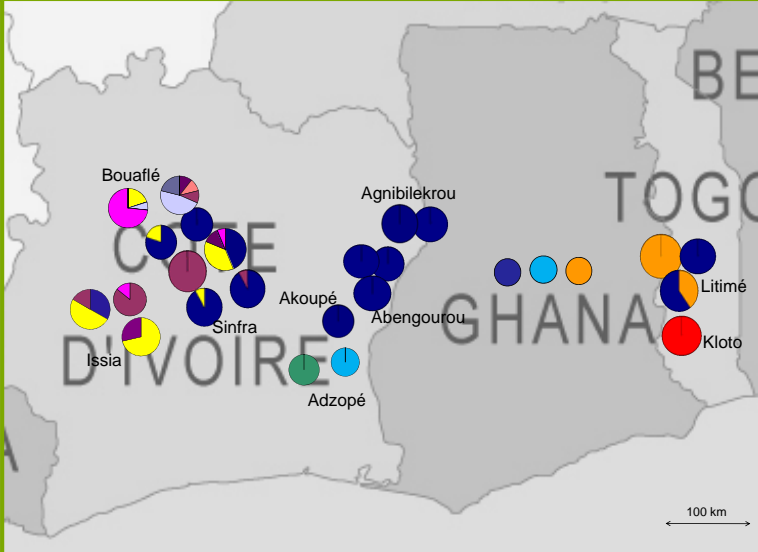 BE
TOGO
Bouaflé
Agnibilekrou
COTE
Litimé
Akoupé
Abengourou
GHANA
Sinfra
Kloto
Issia
D'IVOIRE
Adzopé
A
100 km